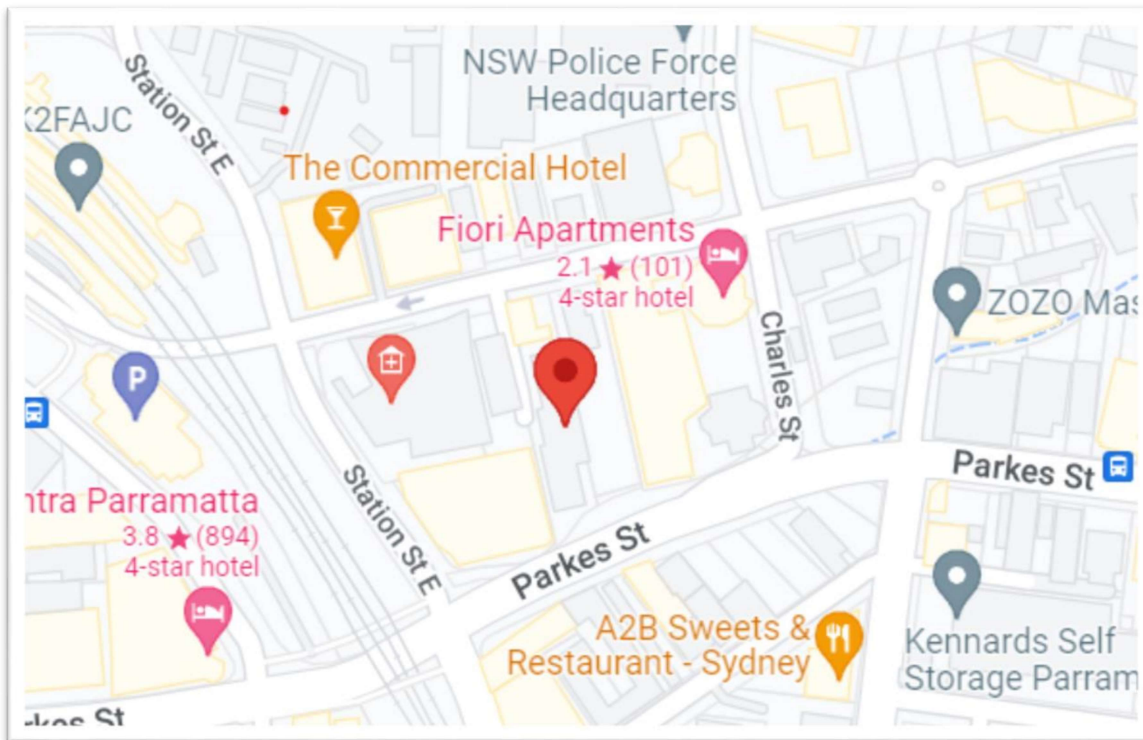 NSW Police Force
Headquarters
Station St E
K2FAJC
The Commercial Hotel
Fiori Apartments
2.1 ★ (101)
4-star hotel
ZOZO Mas
Charles St
P
Station St E
Parkes St
ntra Parramatta
3.8 ★ (894)
4-star hotel
Parkes St
A2B Sweets &
Restaurant - Sydney
Kennards Self
Storage Parram
rkes St